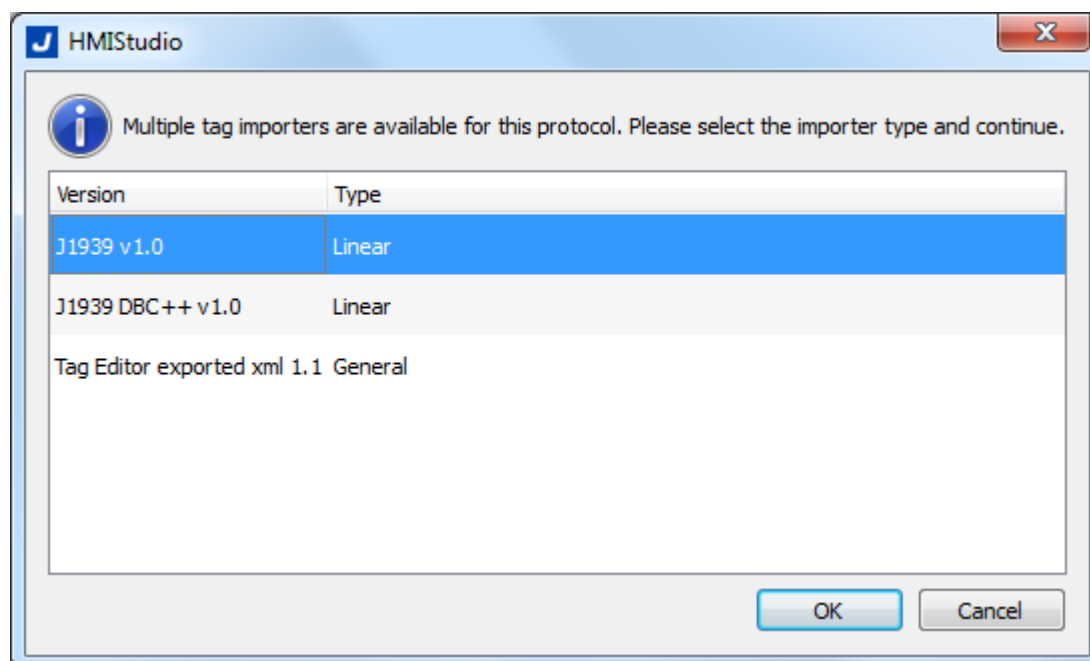 J HMIStudio
Multiple tag importers are available for this protocol. Please select the importer type and continue.
Version Type
J1939 v1.0 Linear
J1939 DBC++ v1.0 Linear
Tag Editor exported xml 1.1 General
OK Cancel